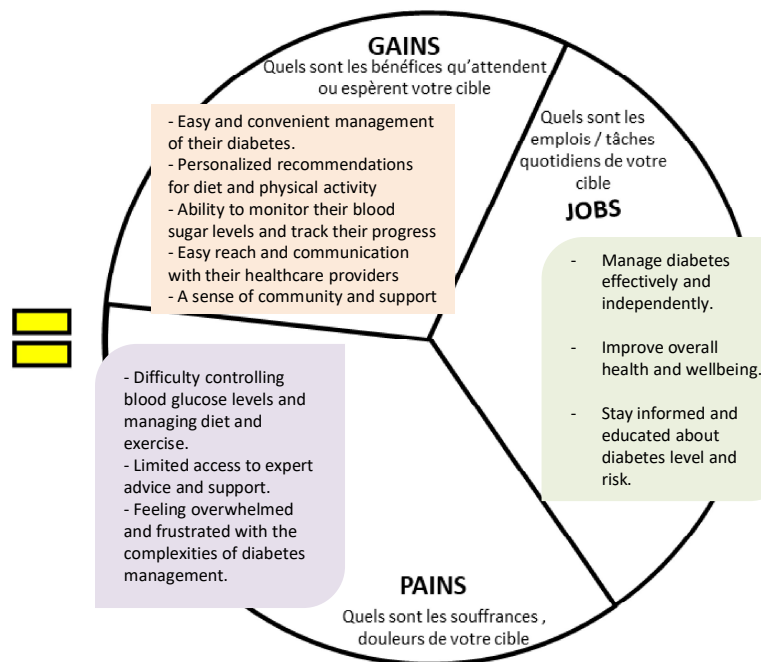 GAINS
Quels sont les bénéfices qu'attendent
ou espèrent votre cible
- Easy and convenient management
of their diabetes.
- Personalized recommendations
for diet and physical activity
- Ability to monitor their blood
sugar levels and track their progress
- Easy reach and communication
with their healthcare providers
- A sense of community and support
Quels sont les
emplois / tâches
quotidiens de votre
cible
JOBS
- Manage diabetes
effectively and
independently.
- Improve overall
health and wellbeing.
- Stay informed and
educated about
diabetes level and
risk.
- Difficulty controlling
blood glucose levels and
managing diet and
exercise.
- Limited access to expert
advice and support.
- Feeling overwhelmed
and frustrated with the
complexities of diabetes
management.
PAINS
Quels sont les souffrances ,
douleurs de votre cible